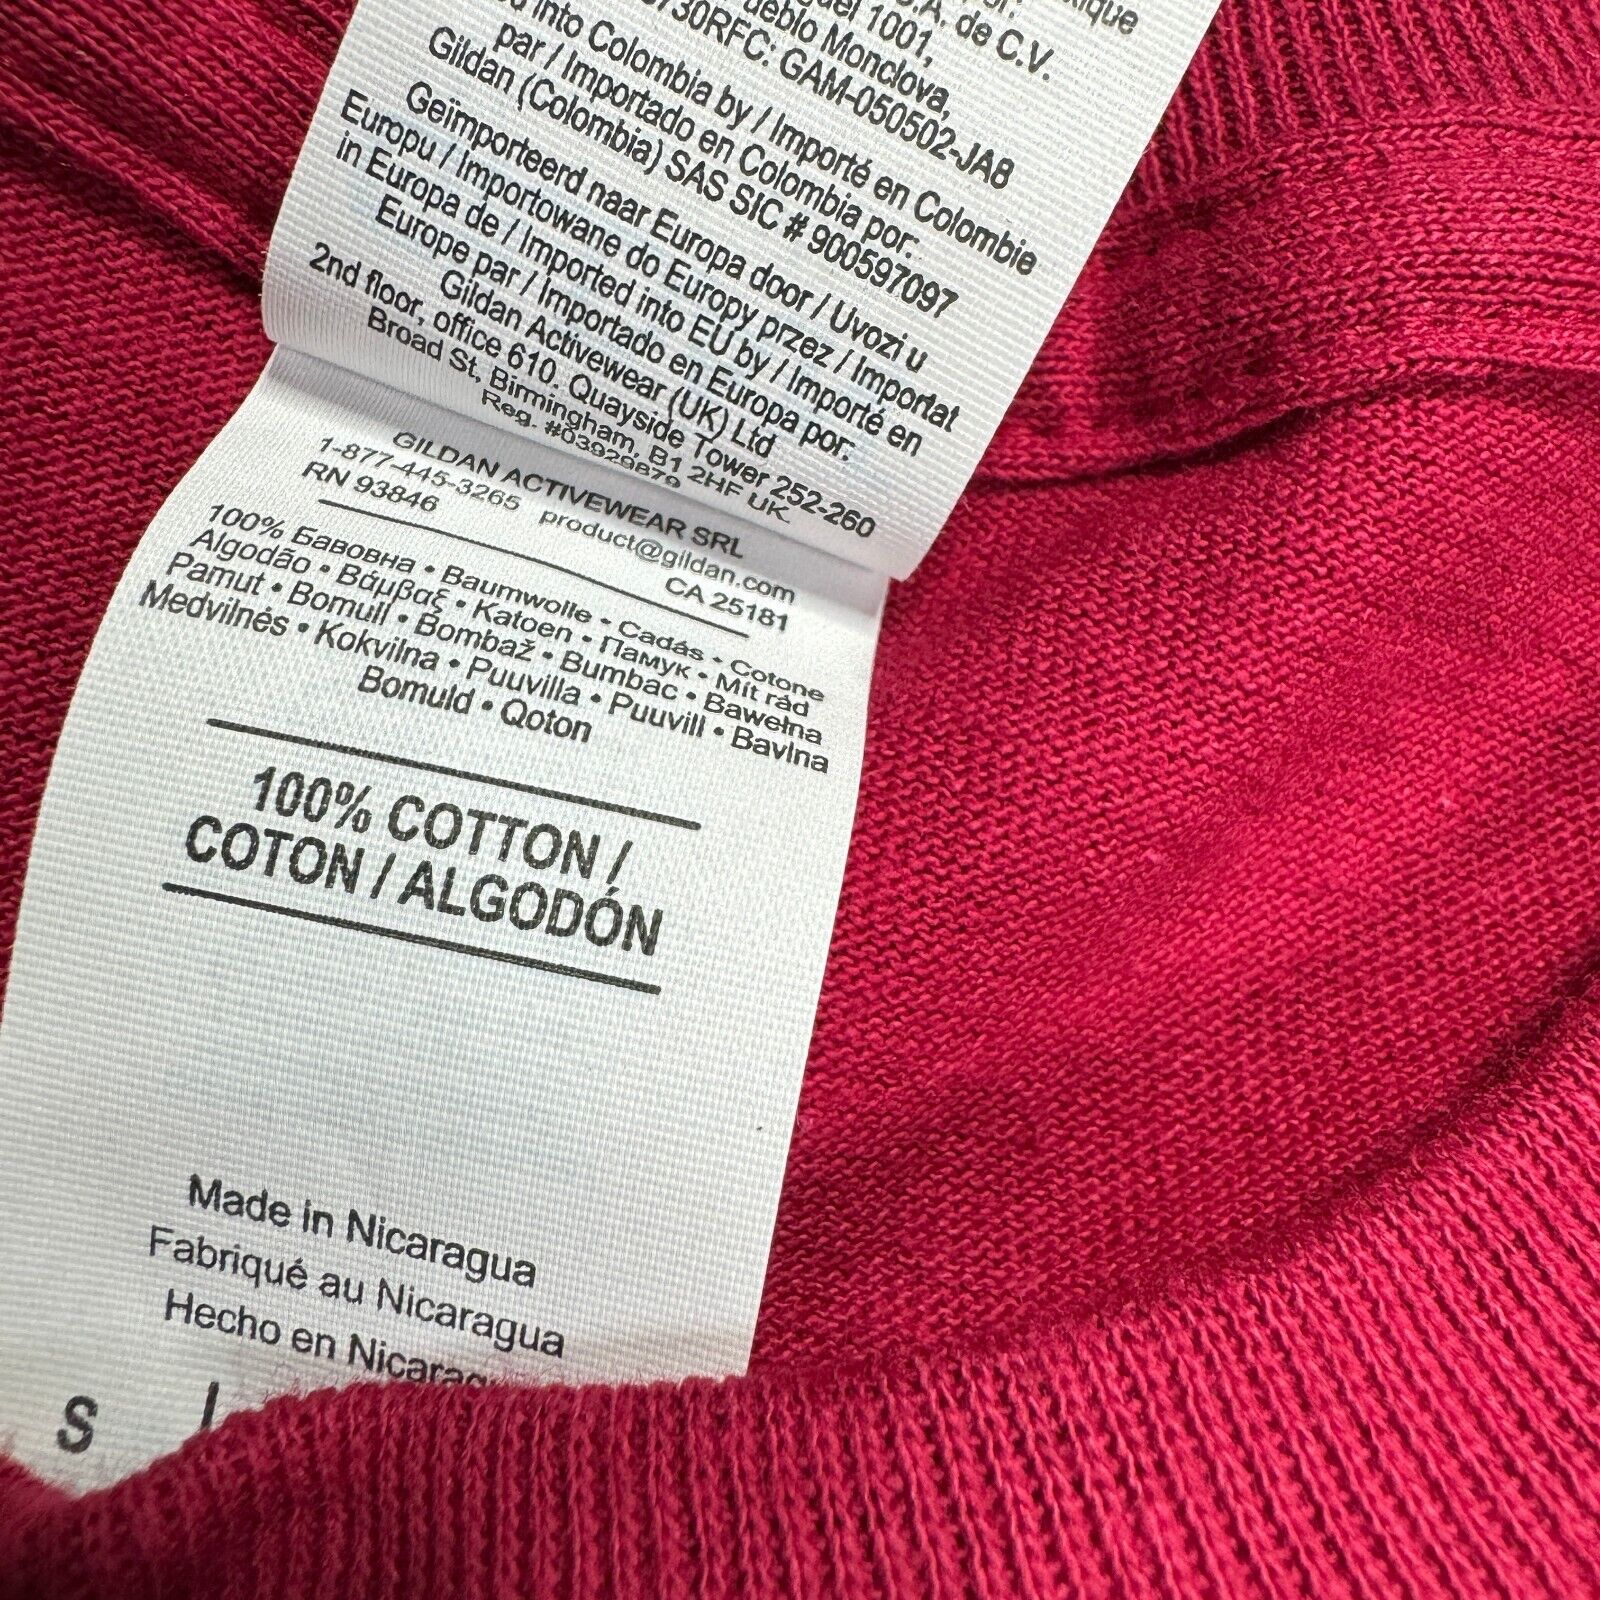 S.A. de C.V.
1001,
Pueblo Monclova,
730RFC: GAM-050502-JA8
into Colombia by / Importé en Colombie
par / Importado en Colombia por:
Gildan (Colombia) SAS SIC # 900597097
Geïmporteerd naar Europa door / Uvozi u
Europu / Importowane do Europy przez / Importat
in Europa de / Imported into EU by / Importé en
Europe par / Importado en Europa por:
Gildan Activewear (UK) Ltd
2nd floor, office 610. Quayside Tower 252-260
Broad St, Birmingham, B1 2HF UK
Reg. #03929879
GILDAN ACTIVEWEAR SRL
1-877-445-3265 product@gildan.com
RN 93846 CA 25181
100% Бавовна • Baumwolle • Cadás • Cotone
Algodão • Βάμβαξ • Katoen • Памук • Mit rád
Pamut • Bomull • Bombaž • Bumbac • Bawełna
Medvilnės • Kokvilna • Puuvilla • Puuvill • Bavlna
Bomuld • Qoton
100% COTTON /
COTON / ALGODÓN
Made in Nicaragua
Fabriqué au Nicaragua
Hecho en Nicarag
S